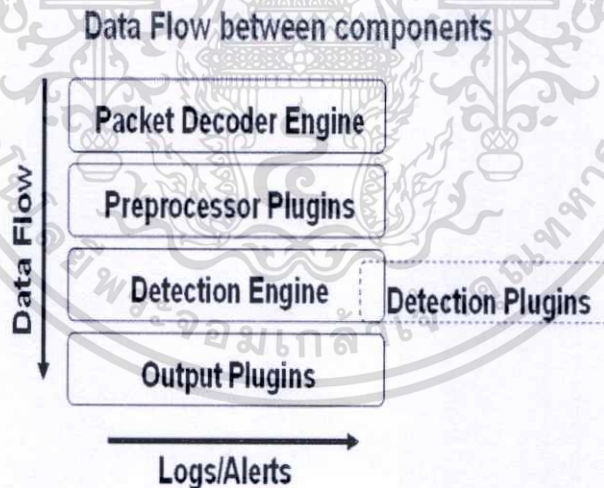 Data Flow between components
Data Flow
Packet Decoder Engine
Preprocessor Plugins
Detection Engine
Detection Plugins
Output Plugins
Logs/Alerts